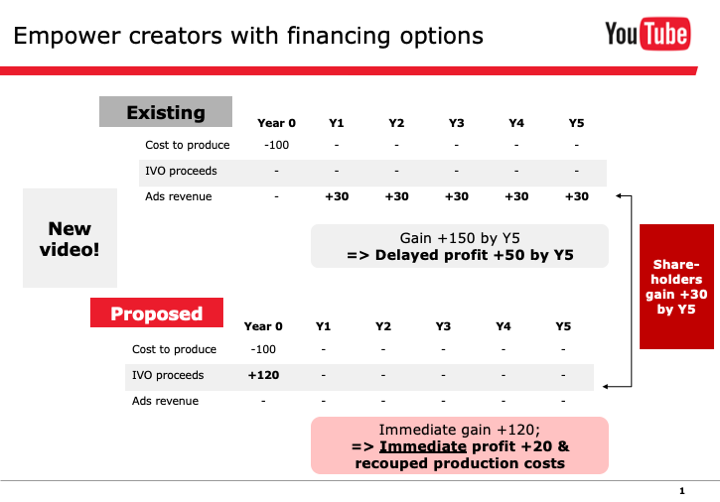 Empower creators with financing options
YouTube
Existing
Year 0 Y1 Y2 Y3 Y4 Y5
Cost to produce -100 - - - - -
IVO proceeds - - - - - -
Ads revenue - +30 +30 +30 +30 +30
New
video!
Gain +150 by Y5
=> Delayed profit +50 by Y5
Share-
holders
gain +30
by Y5
Proposed
Year 0 Y1 Y2 Y3 Y4 Y5
Cost to produce -100 - - - - -
IVO proceeds +120 - - - - -
Ads revenue - - - - - -
Immediate gain +120;
=> Immediate profit +20 &
recouped production costs
1